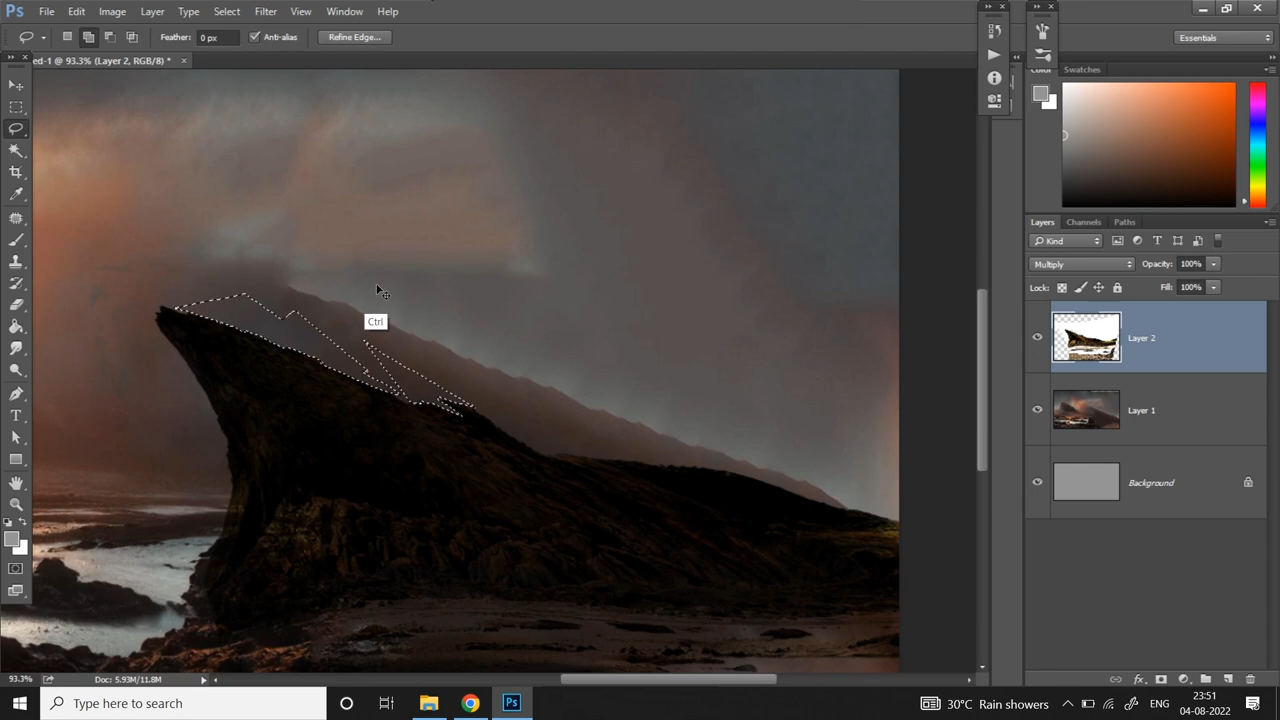 Ps File Edit Image Layer Type Select Filter View Window Help
Feather: 0 px Anti-alias Refine Edge... Essentials
ed-1 @ 93.3% (Layer 2, RGB/8) * ×
Color Swatches
Layers Channels Paths
Kind
Multiply Opacity: 100%
Lock: Fill: 100%
Ctrl
Layer 2
Layer 1
Background
93.3% Doc: 5.93M/11.8M
Type here to search
Ps
30°C Rain showers
23:51
04-08-2022